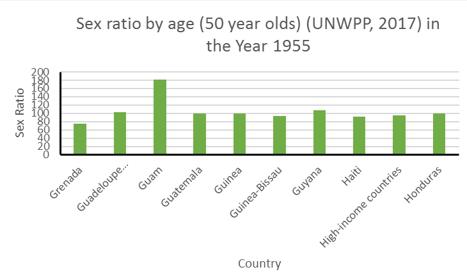 Sex ratio by age (50 year olds) (UNWPP, 2017) in
the Year 1955
Sex Ratio
200
180
160
140
120
100
80
60
40
20
0
Grenada
Guadeloupe...
Guam
Guatemala
Guinea
Guinea-Bissau
Guyana
Haiti
High-income countries
Honduras
Country